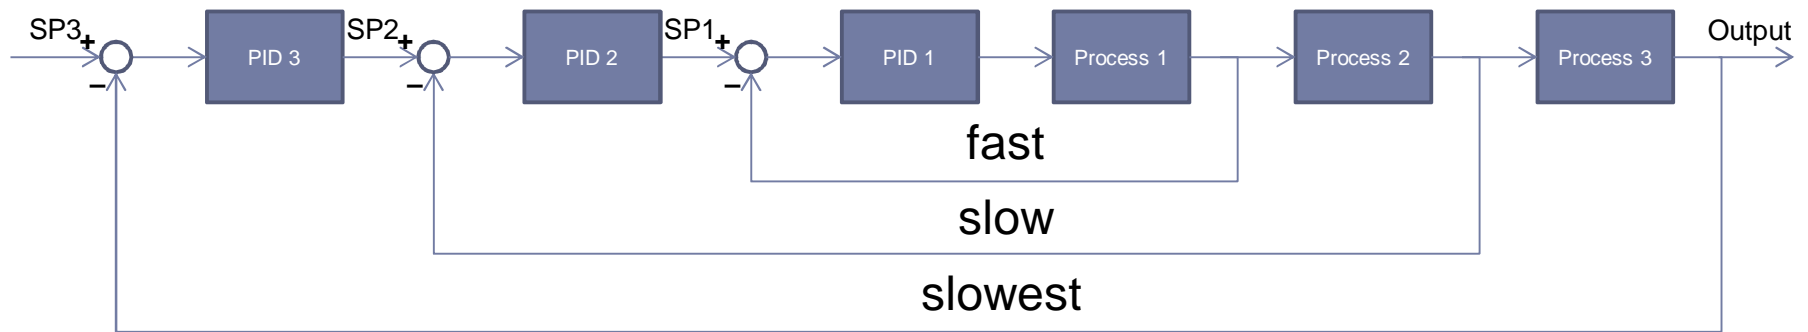 SP3
+
−
PID 3
SP2
+
−
PID 2
SP1
+
−
PID 1
Process 1
Process 2
Process 3
Output
fast
slow
slowest